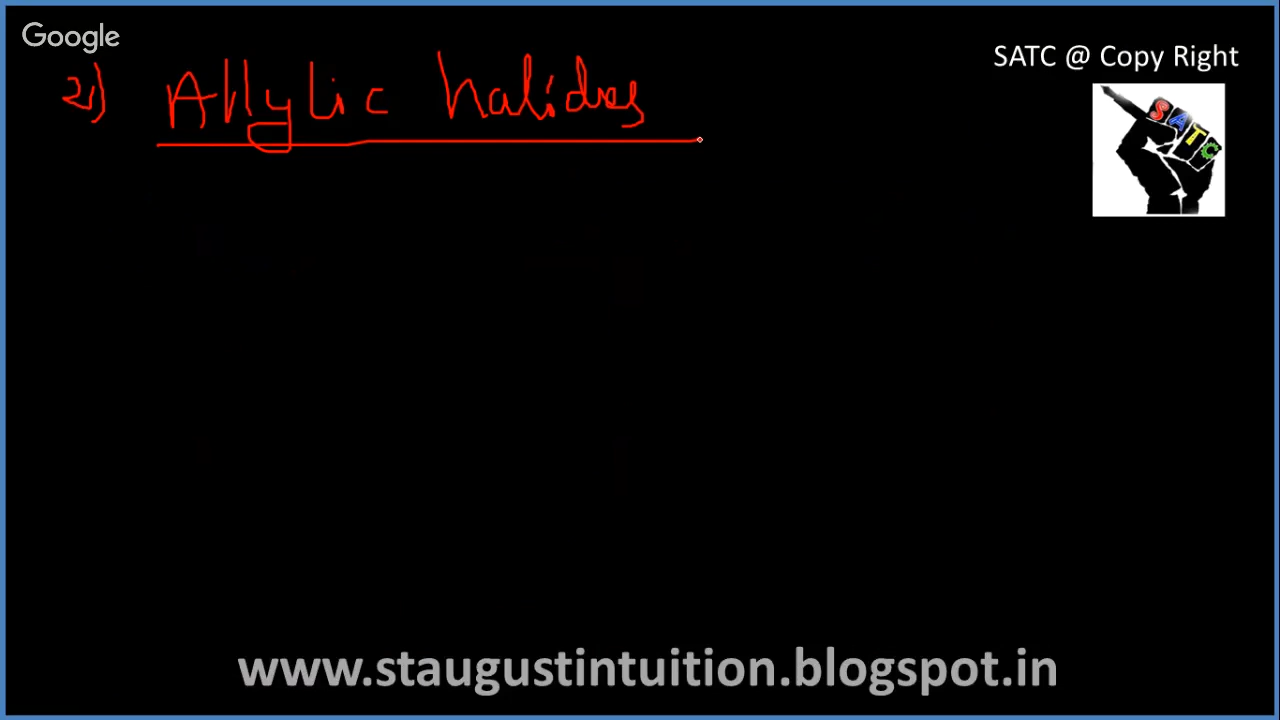 Google
SATC @ Copy Right
2) Allylic halides
SATC
www.staugustintuition.blogspot.in